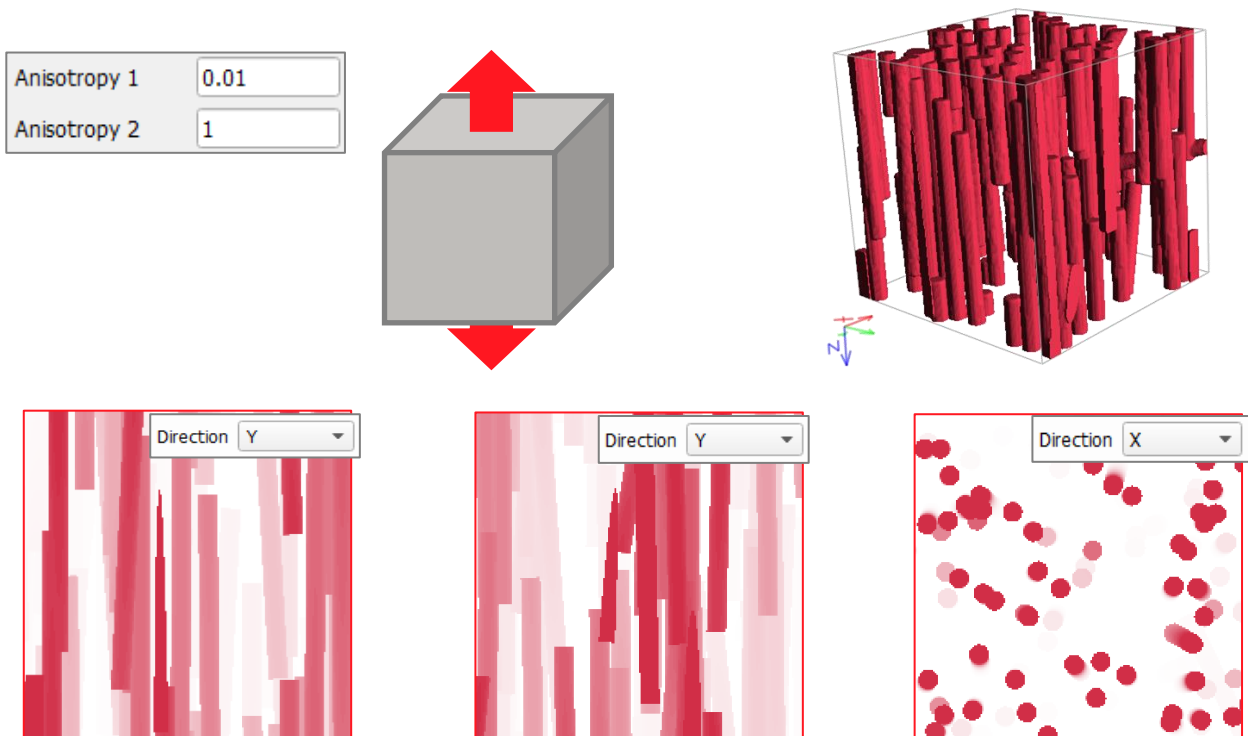 Anisotropy 1 0.01
Anisotropy 2 1
Z
Direction Y
Direction Y
Direction X